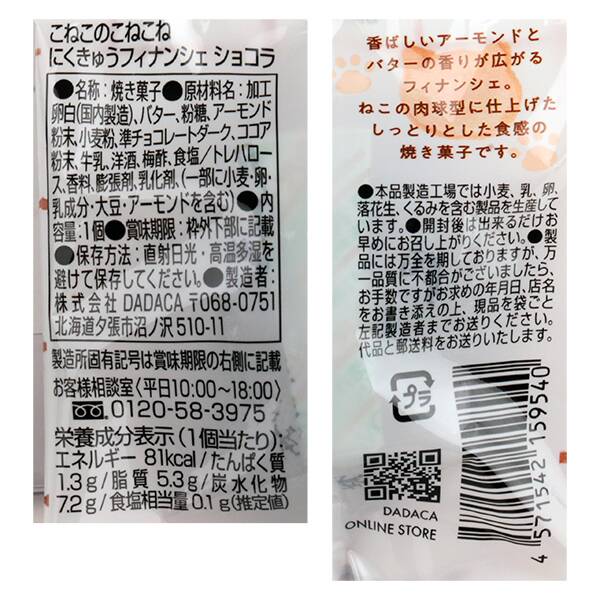 こねこのこねこね
にくきゅうフィナンシェ ショコラ
●名称:焼き菓子●原材料名:加工
卵白(国内製造)、バター、粉糖、アーモンド
粉末、小麦粉、準チョコレートダーク、ココア
粉末、牛乳、洋酒、梅酢、食塩/トレハロー
ス、香料、膨張剤、乳化剤、(一部に小麦・卵・
乳成分・大豆・アーモンドを含む)●内
容量:1個●賞味期限:枠外下部に記載
●保存方法:直射日光・高温多湿を
避けて保存してください。●製造者:
株式会社 DADACA 〒068-0751
北海道夕張市沼ノ沢510-11
製造所固有記号は賞味期限の右側に記載
お客様相談室〈平日10:00～18:00〉
0120-58-3975
栄養成分表示(1個当たり):
エネルギー 81kcal/たんぱく質
1.3g/脂質 5.3g/炭水化物
7.2g/食塩相当量 0.1g(推定値)
香ばしいアーモンドと
バターの香りが広がる
フィナンシェ。
ねこの肉球型に仕上げた
しっとりとした食感の
焼き菓子です。
●本品製造工場では小麦、乳、卵、
落花生、くるみを含む製品を生産して
います。●開封後は出来るだけお
早めにお召し上がりください。●製
品には万全を期しておりますが、万
一品質に不都合がございましたら、
お手数ですがお求めの年月日、店名
をお書き添えの上、現品を袋ごと
左記製造者までお送りください。
代品と郵送料をお送りいたします。
プラ
DADACA
ONLINE STORE
4 571542 159540